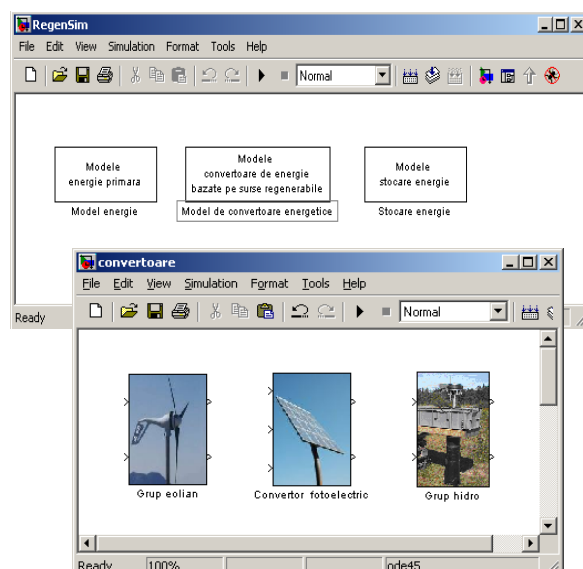 RegenSim
File Edit View Simulation Format Tools Help
Normal
Modele
energie primara
Model energie
Modele
convertoare de energie
bazate pe surse regenerabile
Model de convertoare energetice
Modele
stocare energie
Stocare energie
Ready
convertoare
File Edit View Simulation Format Tools Help
Normal
Grup eolian
Convertor fotoelectric
Grup hidro
Ready 100% ode45